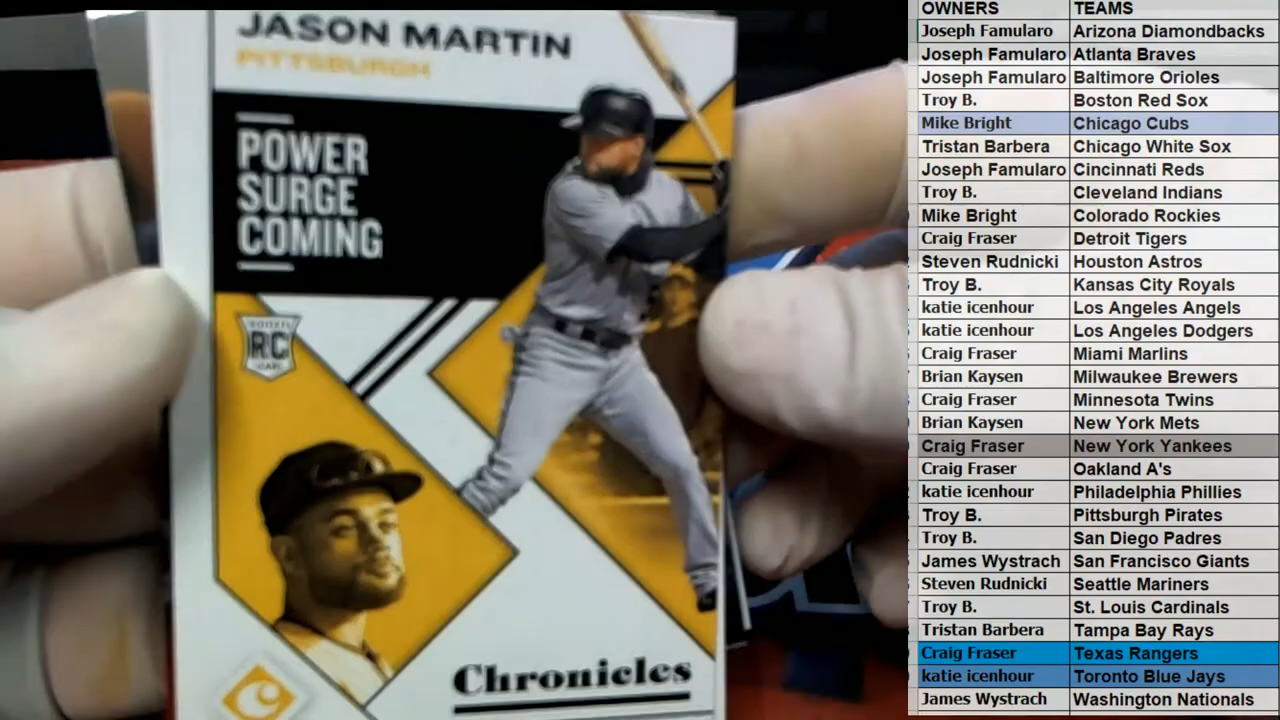 JASON MARTIN
PITTSBURGH
POWER
SURGE
COMING
RC
Chronicles
OWNERS TEAMS
Joseph Famularo Arizona Diamondbacks
Joseph Famularo Atlanta Braves
Joseph Famularo Baltimore Orioles
Troy B. Boston Red Sox
Mike Bright Chicago Cubs
Tristan Barbera Chicago White Sox
Joseph Famularo Cincinnati Reds
Troy B. Cleveland Indians
Mike Bright Colorado Rockies
Craig Fraser Detroit Tigers
Steven Rudnicki Houston Astros
Troy B. Kansas City Royals
katie icenhour Los Angeles Angels
katie icenhour Los Angeles Dodgers
Craig Fraser Miami Marlins
Brian Kaysen Milwaukee Brewers
Craig Fraser Minnesota Twins
Brian Kaysen New York Mets
Craig Fraser New York Yankees
Craig Fraser Oakland A's
katie icenhour Philadelphia Phillies
Troy B. Pittsburgh Pirates
Troy B. San Diego Padres
James Wystrach San Francisco Giants
Steven Rudnicki Seattle Mariners
Troy B. St. Louis Cardinals
Tristan Barbera Tampa Bay Rays
Craig Fraser Texas Rangers
katie icenhour Toronto Blue Jays
James Wystrach Washington Nationals